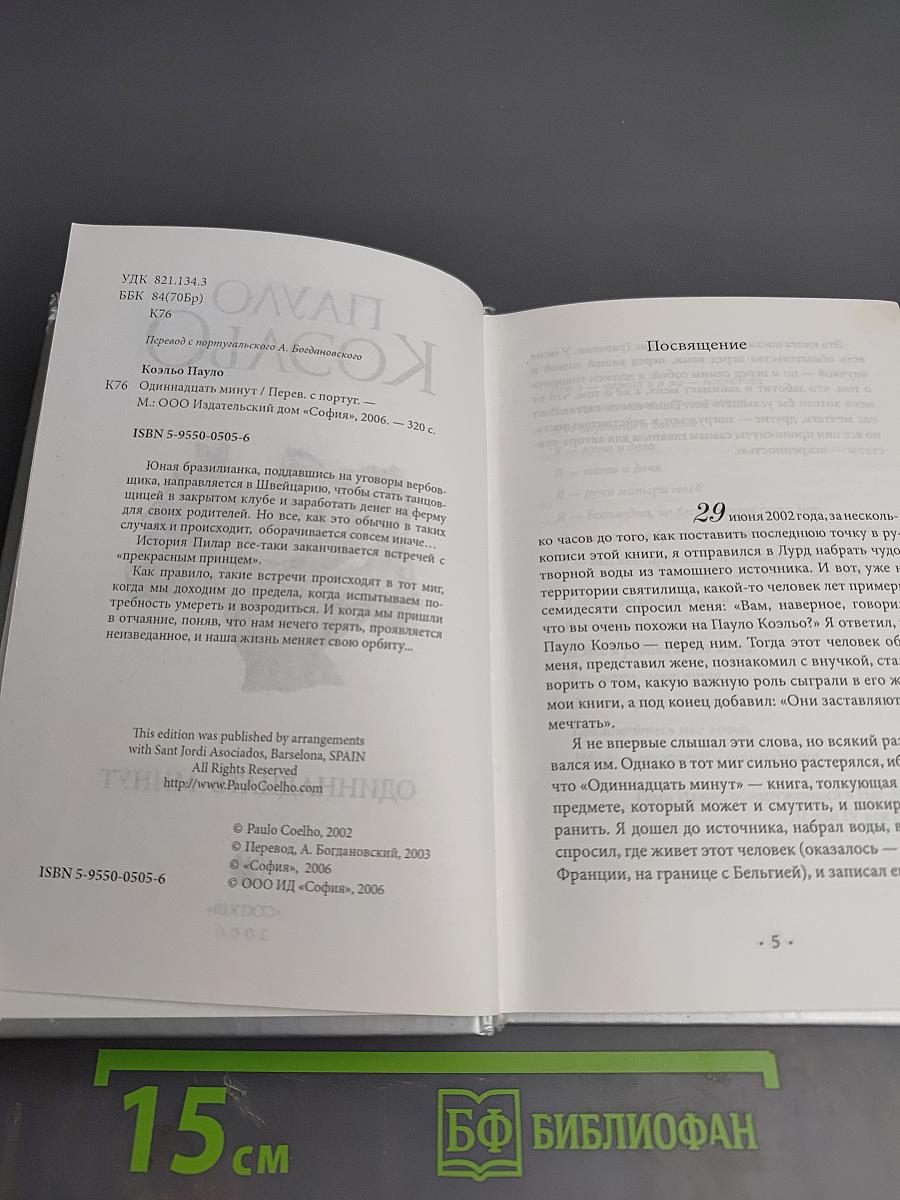 УДК 821.134.3
ББК 84(70Бр)
К76
Перевод с португальского А. Богдановского
Коэльо Пауло
К76 Одиннадцать минут / Перев. с португ. —
М.: ООО Издательский дом «София», 2006. — 320 с.
ISBN 5-9550-0505-6
Юная бразилианка, поддавшись на уговоры вербов-
щика, направляется в Швейцарию, чтобы стать танцов-
щицей в закрытом клубе и заработать денег на ферму
для своих родителей. Но все, как это обычно в таких
случаях и происходит, оборачивается совсем иначе...
История Пилар все-таки заканчивается встречей с
«прекрасным принцем».
Как правило, такие встречи происходят в тот миг,
когда мы доходим до предела, когда испытываем по-
требность умереть и возродиться. И когда мы пришли
в отчаяние, поняв, что нам нечего терять, проявляется
неизведанное, и наша жизнь меняет свою орбиту...
This edition was published by arrangements
with Sant Jordi Asociados, Barselona, SPAIN
All Rights Reserved
http://www.PauloCoelho.com
© Paulo Coelho, 2002
© Перевод, А. Богдановский, 2003
© «София», 2006
© ООО ИД «София», 2006
ISBN 5-9550-0505-6
Посвящение
29 июня 2002 года, за несколь-
ко часов до того, как поставить последнюю точку в ру-
кописи этой книги, я отправился в Лурд набрать чудо
творной воды из тамошнего источника. И вот, уже н
территории святилища, какой-то человек лет пример
семидесяти спросил меня: «Вам, наверное, говори
что вы очень похожи на Пауло Коэльо?» Я ответил,
Пауло Коэльо — перед ним. Тогда этот человек об
меня, представил жене, познакомил с внучкой, ста
ворить о том, какую важную роль сыграли в его ж
мои книги, а под конец добавил: «Они заставляют
мечтать».
Я не впервые слышал эти слова, но всякий раз
вался им. Однако в тот миг сильно растерялся, иб
что «Одиннадцать минут» — книга, толкующая
предмете, который может и смутить, и шокир
ранить. Я дошел до источника, набрал воды, в
спросил, где живет этот человек (оказалось —
Франции, на границе с Бельгией), и записал е
· 5 ·
15 см
БФ БИБЛИОФАН